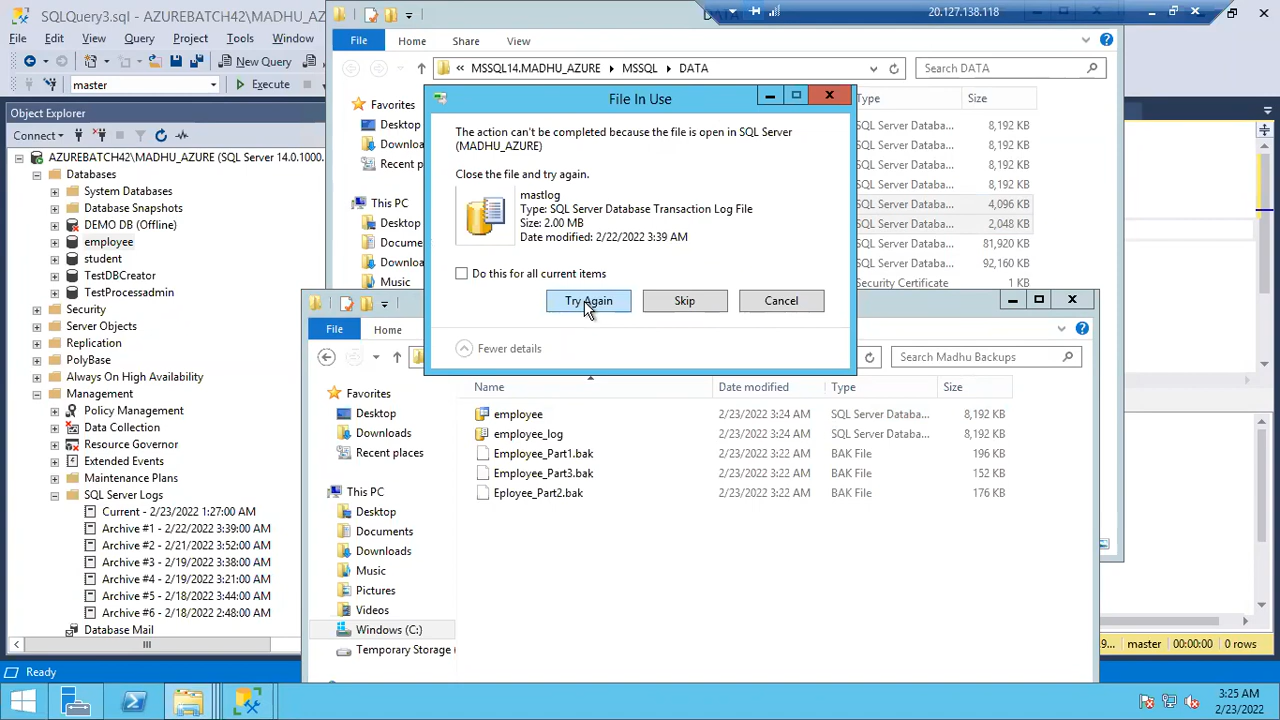 SQLQuery3.sql - AZUREBATCH42\MADHU_AZURE
DATA
20.127.138.118
File Edit View Query Project Tools Window
File Home Share View
New Query
MSSQL14.MADHU_AZURE MSSQL DATA
Search DATA
master
Execute
File In Use
Favorites
Type Size
Object Explorer
The action can't be completed because the file is open in SQL Server (MADHU_AZURE)
Desktop
SQL Server Databa... 8,192 KB
Connect
Downloa
SQL Server Databa... 8,192 KB
AZUREBATCH42\MADHU_AZURE (SQL Server 14.0.1000.
Recent p
SQL Server Databa... 8,192 KB
Databases
Close the file and try again.
SQL Server Databa... 8,192 KB
System Databases
mastlog
This PC
SQL Server Databa... 4,096 KB
Database Snapshots
Type: SQL Server Database Transaction Log File
Desktop
SQL Server Databa... 2,048 KB
DEMO DB (Offline)
Size: 2.00 MB
Docume
SQL Server Databa... 81,920 KB
employee
Date modified: 2/22/2022 3:39 AM
Downloa
SQL Server Databa... 92,160 KB
student
Do this for all current items
Music
Security Certificate 1 KB
TestDBCreator
TestProcessadmin
Try Again Skip Cancel
Security
Server Objects
File Home
Replication
Fewer details
PolyBase
Search Madhu Backups
Always On High Availability
Management
Name Date modified Type Size
Policy Management
Favorites
Desktop
employee 2/23/2022 3:24 AM SQL Server Databa... 8,192 KB
Data Collection
Downloads
employee_log 2/23/2022 3:24 AM SQL Server Databa... 8,192 KB
Resource Governor
Recent places
Employee_Part1.bak 2/23/2022 3:22 AM BAK File 196 KB
Extended Events
Employee_Part3.bak 2/23/2022 3:22 AM BAK File 152 KB
Maintenance Plans
This PC
Eployee_Part2.bak 2/23/2022 3:22 AM BAK File 176 KB
SQL Server Logs
Desktop
Current - 2/23/2022 1:27:00 AM
Documents
Archive #1 - 2/22/2022 3:39:00 AM
Downloads
Archive #2 - 2/21/2022 3:52:00 AM
Music
Archive #3 - 2/19/2022 3:38:00 AM
Pictures
Archive #4 - 2/19/2022 3:21:00 AM
Videos
Archive #5 - 2/18/2022 3:44:00 AM
Windows (C:)
Archive #6 - 2/18/2022 2:48:00 AM
Temporary Storage (
Database Mail
9... master 00:00:00 0 rows
Ready
3:25 AM
2/23/2022